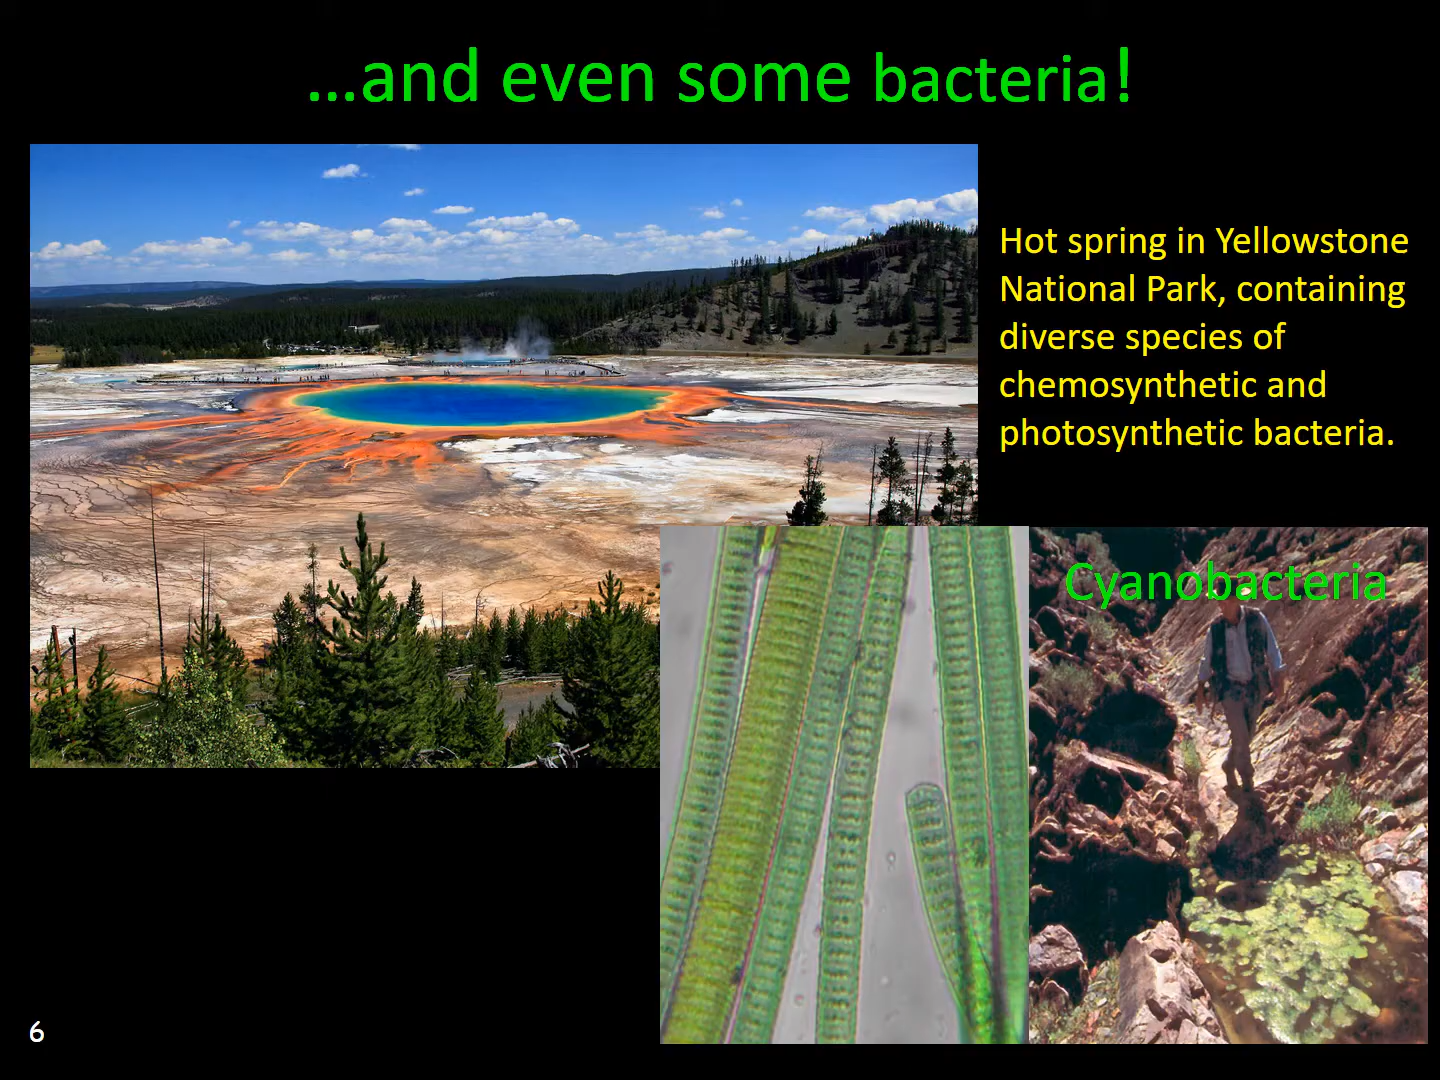 …and even some bacteria!
Hot spring in Yellowstone
National Park, containing
diverse species of
chemosynthetic and
photosynthetic bacteria.
Cyanobacteria
6